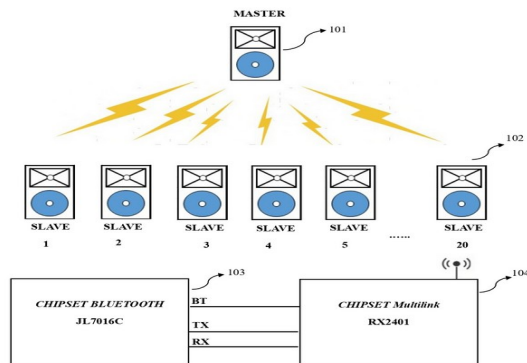 MASTER
101
102
SLAVE SLAVE SLAVE SLAVE SLAVE SLAVE
1 2 3 4 5 ...... 20
103
104
CHIPSET BLUETOOTH
JL7016C
BT
TX
RX
CHIPSET Multilink
RX2401